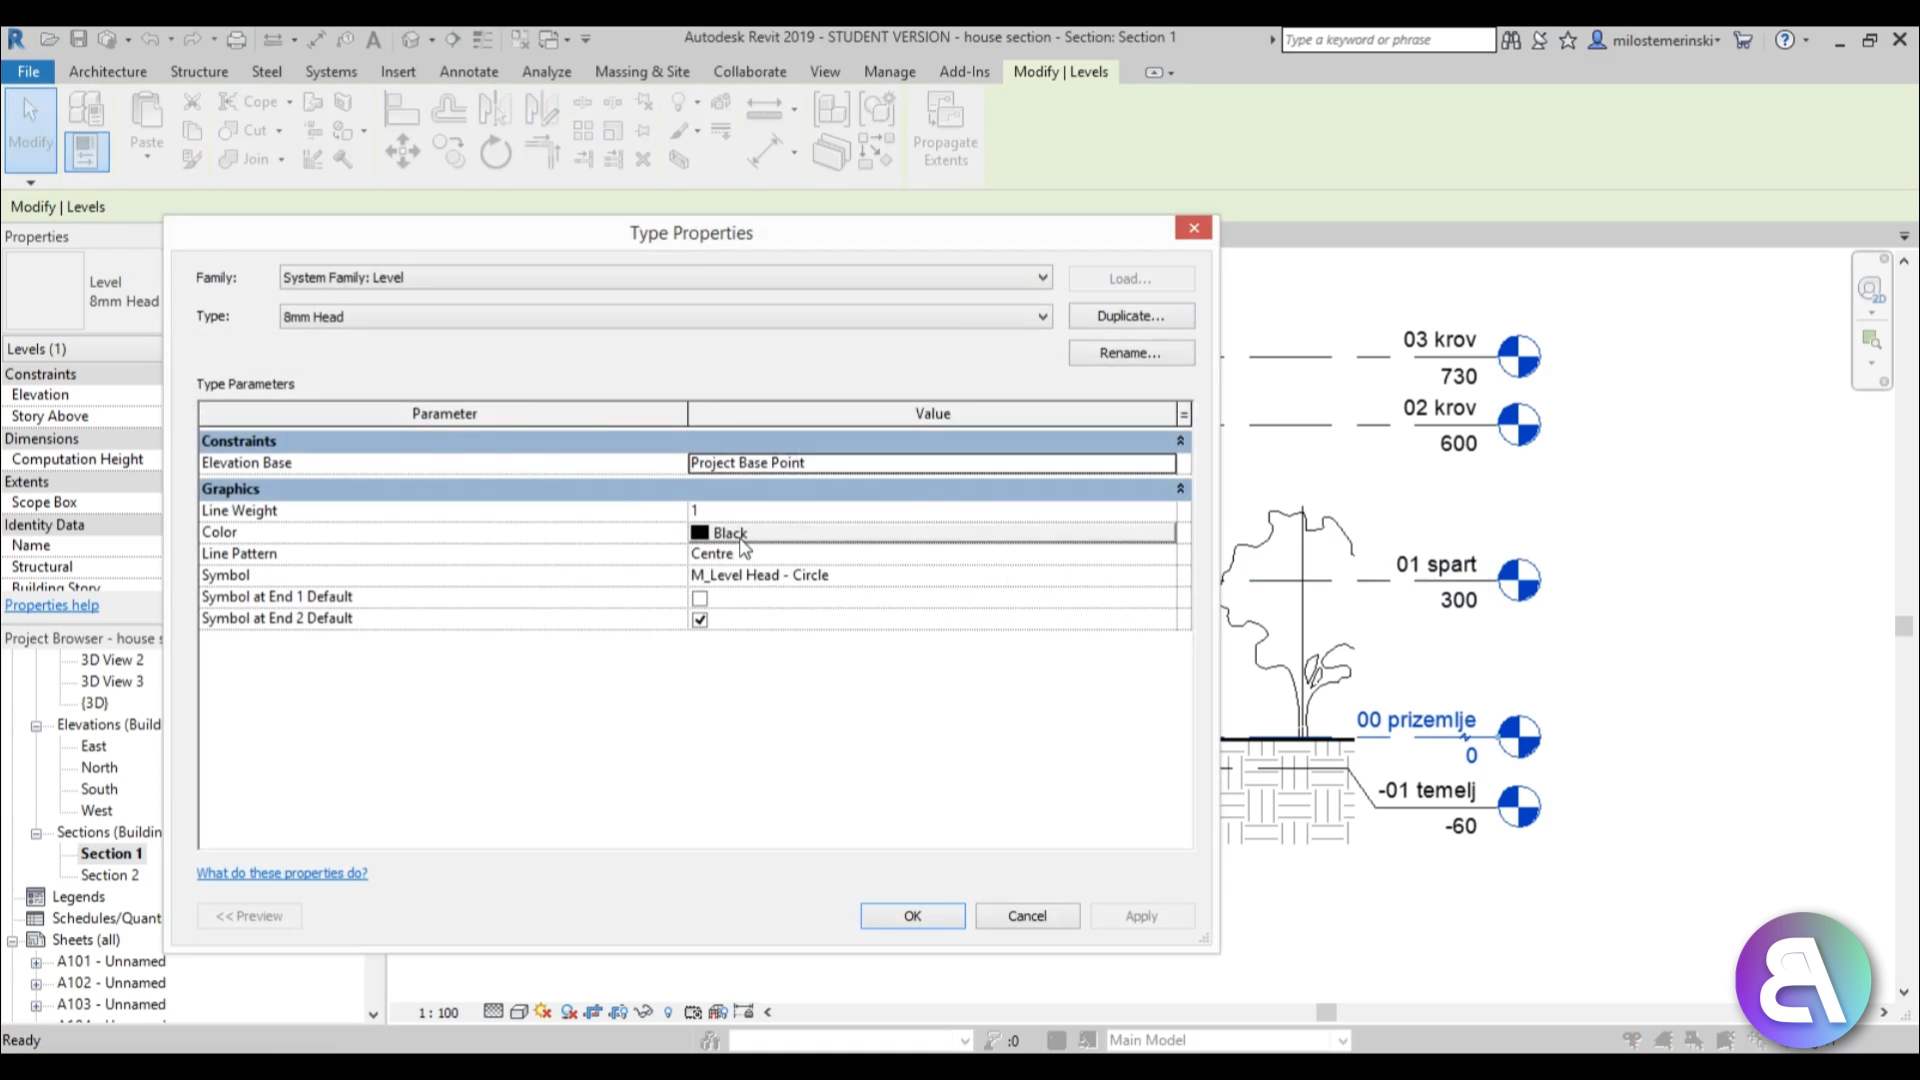 Autodesk Revit 2019 - STUDENT VERSION - house section - Section: Section 1
Type a keyword or phrase
milostemerinski
File Architecture Structure Steel Systems Insert Annotate Analyze Massing & Site Collaborate View Manage Add-Ins Modify | Levels
Modify
Paste
Cope
Cut
Join
Propagate
Extents
Modify | Levels
Properties
Level
8mm Head
Levels (1)
Constraints
Elevation
Story Above
Dimensions
Computation Height
Extents
Scope Box
Identity Data
Name
Structural
Building Story
Properties help
Project Browser - house s
3D View 2
3D View 3
{3D}
Elevations (Build
East
North
South
West
Sections (Buildin
Section 1
Section 2
Legends
Schedules/Quant
Sheets (all)
A101 - Unnamed
A102 - Unnamed
A103 - Unnamed
Type Properties
Family: System Family: Level Load...
Type: 8mm Head Duplicate...
Rename...
Type Parameters
Parameter Value =
Constraints
Elevation Base Project Base Point
Graphics
Line Weight 1
Color Black
Line Pattern Centre
Symbol M_Level Head - Circle
Symbol at End 1 Default
Symbol at End 2 Default
What do these properties do?
<< Preview OK Cancel Apply
03 krov
730
02 krov
600
01 spart
300
00 prizemlje
0
-01 temelj
-60
1 : 100
Ready
:0
Main Model